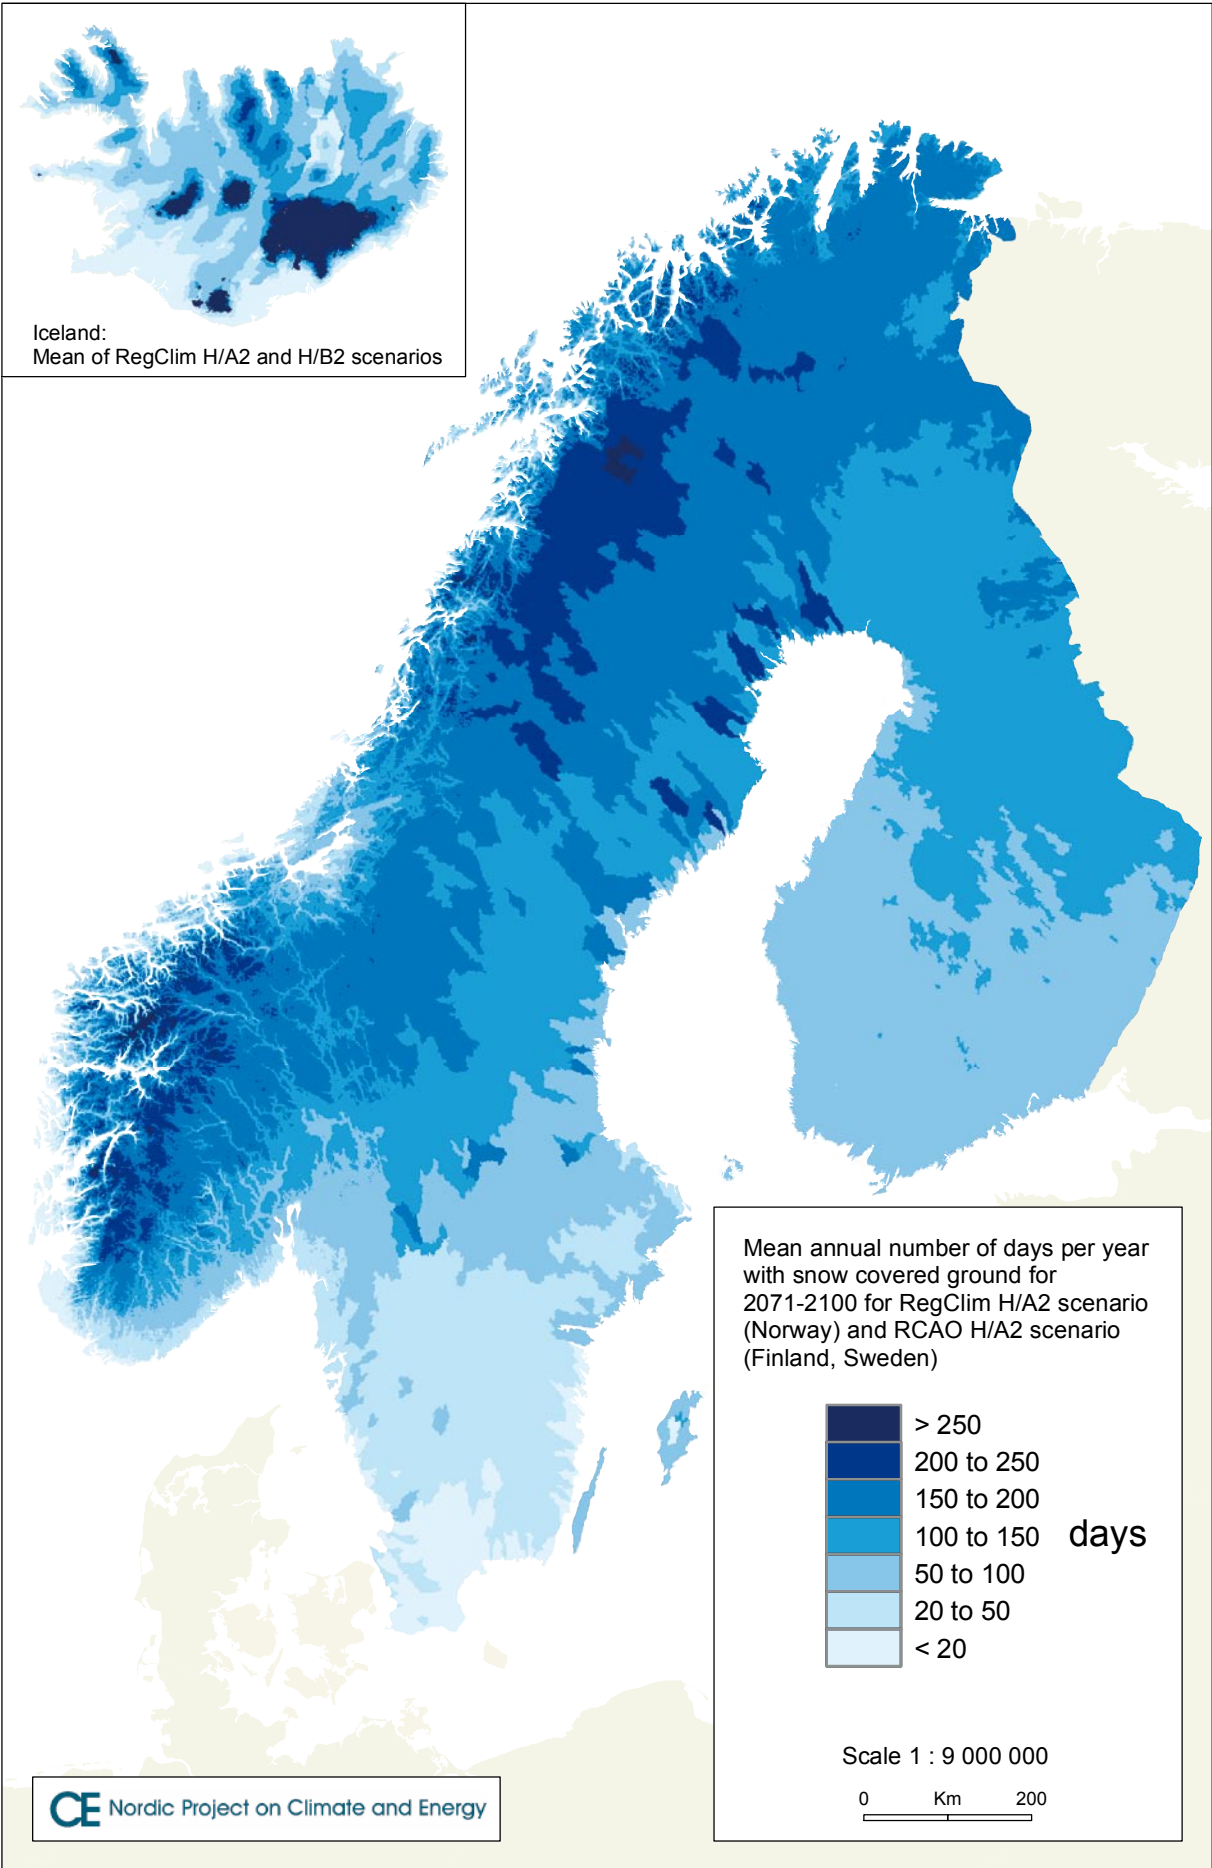 Iceland:
Mean of RegClim H/A2 and H/B2 scenarios
Mean annual number of days per year
with snow covered ground for
2071-2100 for RegClim H/A2 scenario
(Norway) and RCAO H/A2 scenario
(Finland, Sweden)
> 250
200 to 250
150 to 200
100 to 150 days
50 to 100
20 to 50
< 20
Scale 1 : 9 000 000
0 Km 200
CE Nordic Project on Climate and Energy